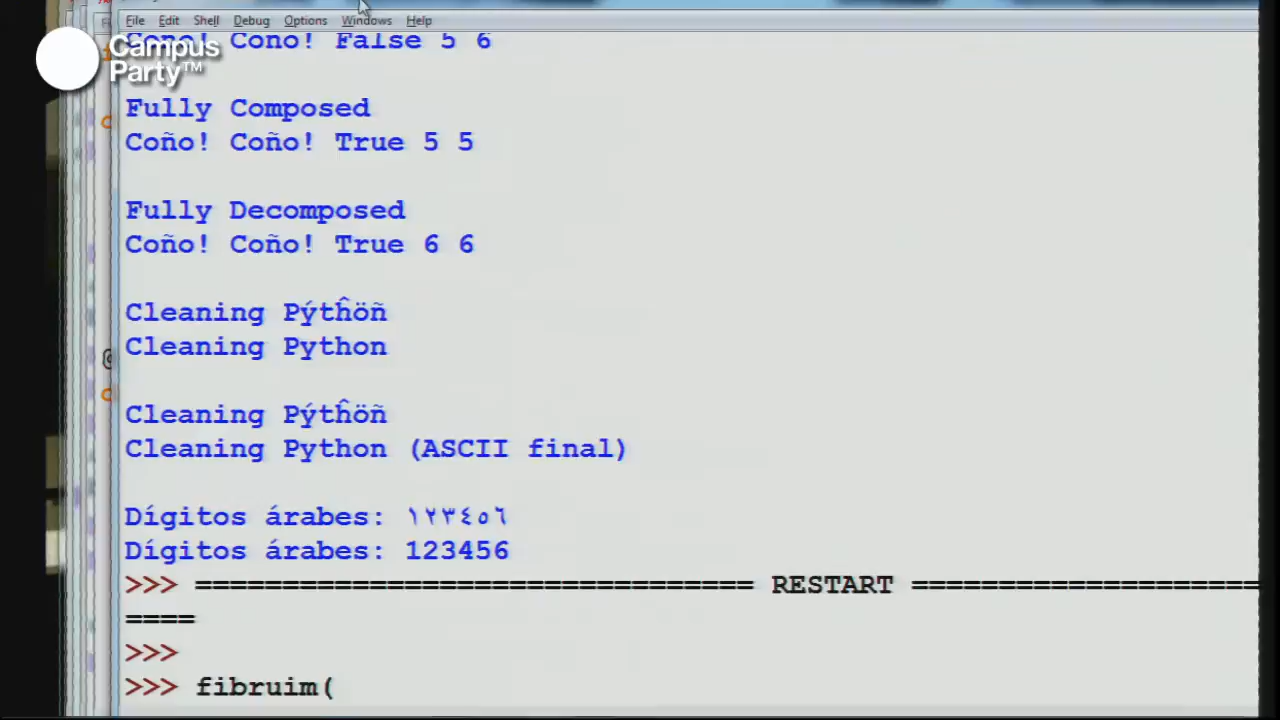 File Edit Shell Debug Options Windows Help
Coño! Coño! False 5 6
Campus
Party™
Fully Composed
Coño! Coño! True 5 5
Fully Decomposed
Coño! Coño! True 6 6
Cleaning Pýtĥöñ
Cleaning Python
Cleaning Pýtĥöñ
Cleaning Python (ASCII final)
Dígitos árabes: ١٢٣٤٥٦
Dígitos árabes: 123456
>>> ================================ RESTART ====================
====
>>>
>>> fibruim(